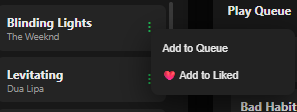 Blinding Lights
The Weeknd
Levitating
Dua Lipa
Add to Queue
Add to Liked
Play Queue
Bad Habit